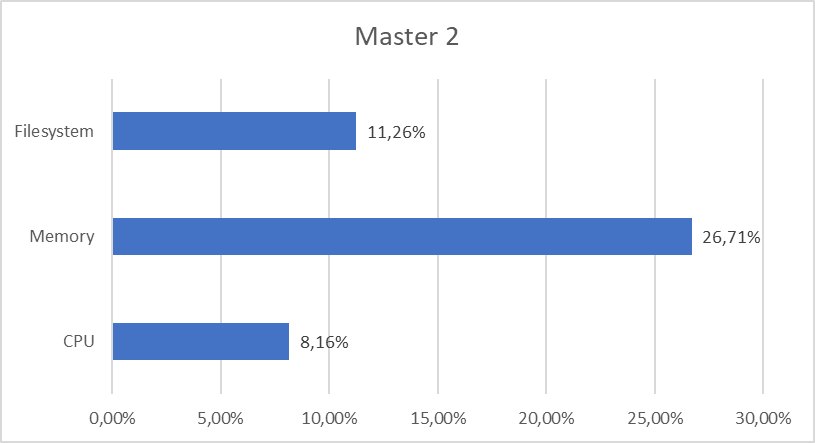 Master 2
Filesystem 11,26%
Memory 26,71%
CPU 8,16%
0,00% 5,00% 10,00% 15,00% 20,00% 25,00% 30,00%